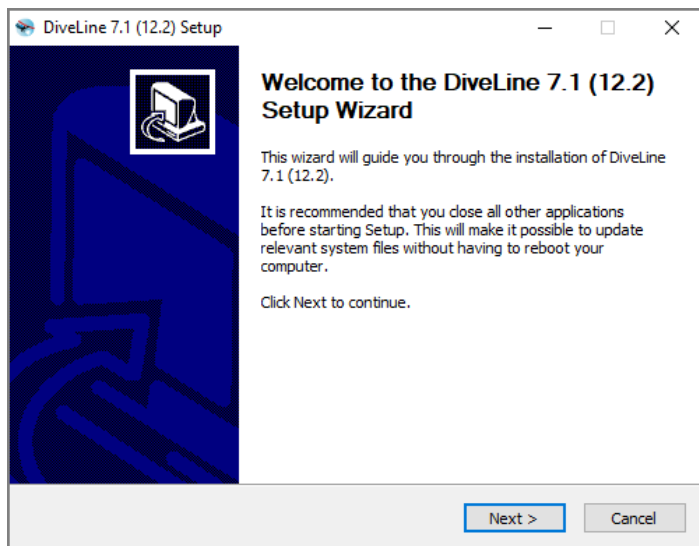 DiveLine 7.1 (12.2) Setup
Welcome to the DiveLine 7.1 (12.2)
Setup Wizard
This wizard will guide you through the installation of DiveLine
7.1 (12.2).
It is recommended that you close all other applications
before starting Setup. This will make it possible to update
relevant system files without having to reboot your
computer.
Click Next to continue.
Next >
Cancel